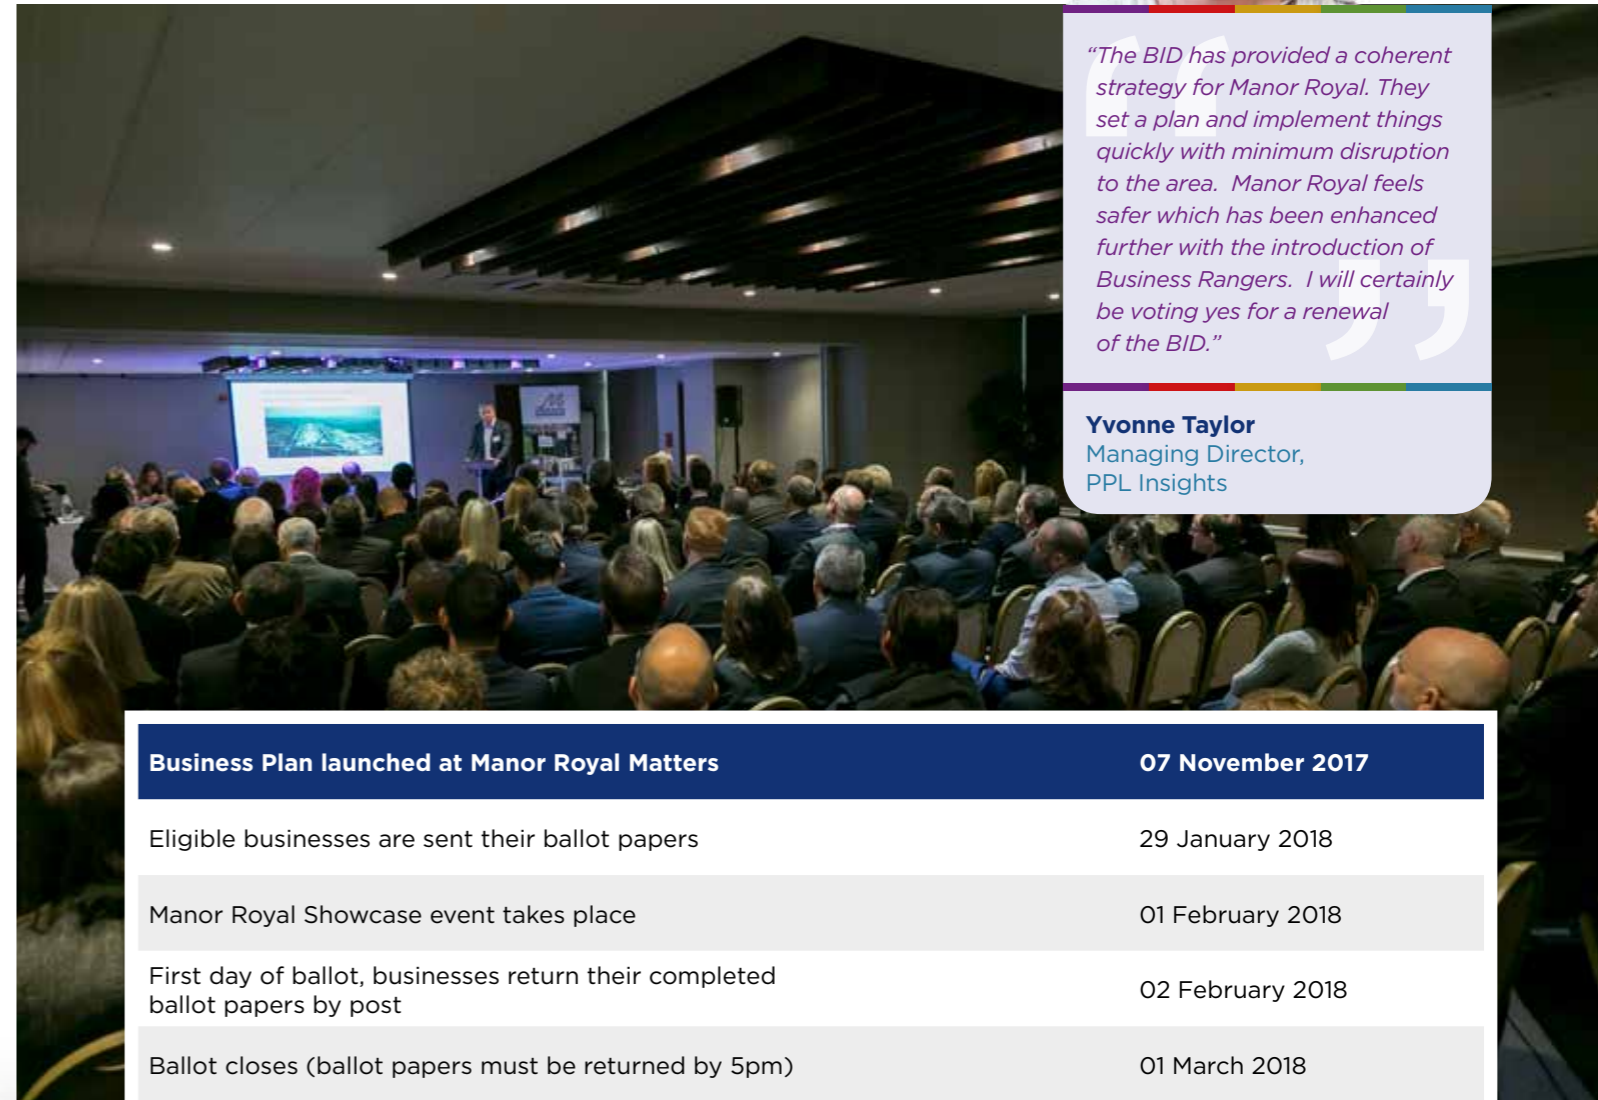 “The BID has provided a coherent
strategy for Manor Royal. They
set a plan and implement things
quickly with minimum disruption
to the area.  Manor Royal feels
safer which has been enhanced
further with the introduction of
Business Rangers.  I will certainly
be voting yes for a renewal
of the BID.”
Yvonne Taylor
Managing Director,
PPL Insights
Business Plan launched at Manor Royal Matters 07 November 2017
Eligible businesses are sent their ballot papers 29 January 2018
Manor Royal Showcase event takes place 01 February 2018
First day of ballot, businesses return their completed
ballot papers by post 02 February 2018
Ballot closes (ballot papers must be returned by 5pm) 01 March 2018